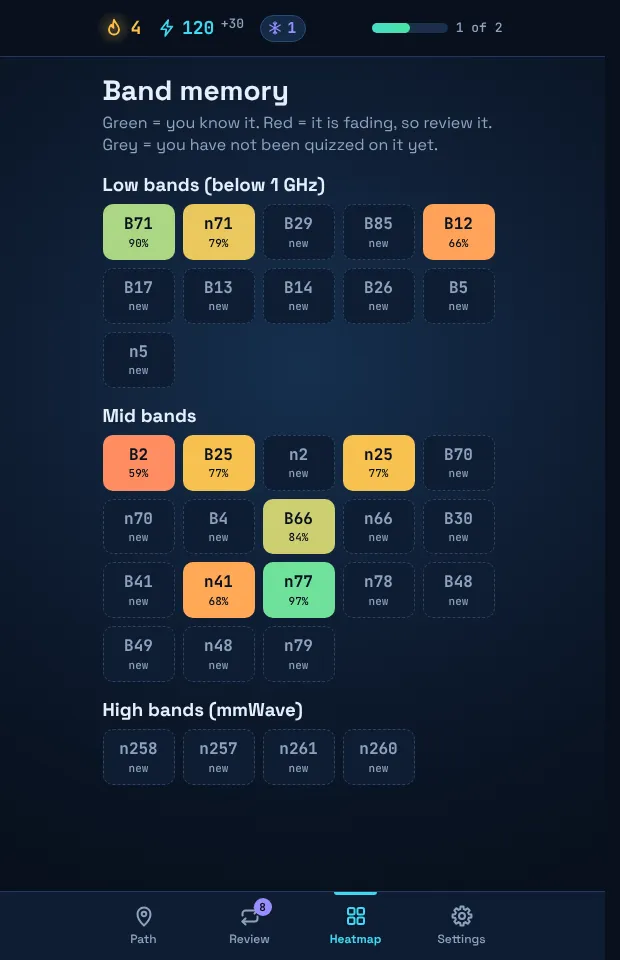 4 120 +30 1 1 of 2
Band memory
Green = you know it. Red = it is fading, so review it.
Grey = you have not been quizzed on it yet.
Low bands (below 1 GHz)
B71 n71 B29 B85 B12
90% 79% new new 66%
B17 B13 B14 B26 B5
new new new new new
n5
new
Mid bands
B2 B25 n2 n25 B70
59% 77% new 77% new
n70 B4 B66 n66 B30
new new 84% new new
B41 n41 n77 n78 B48
new 68% 97% new new
B49 n48 n79
new new new
High bands (mmWave)
n258 n257 n261 n260
new new new new
8
Path Review Heatmap Settings